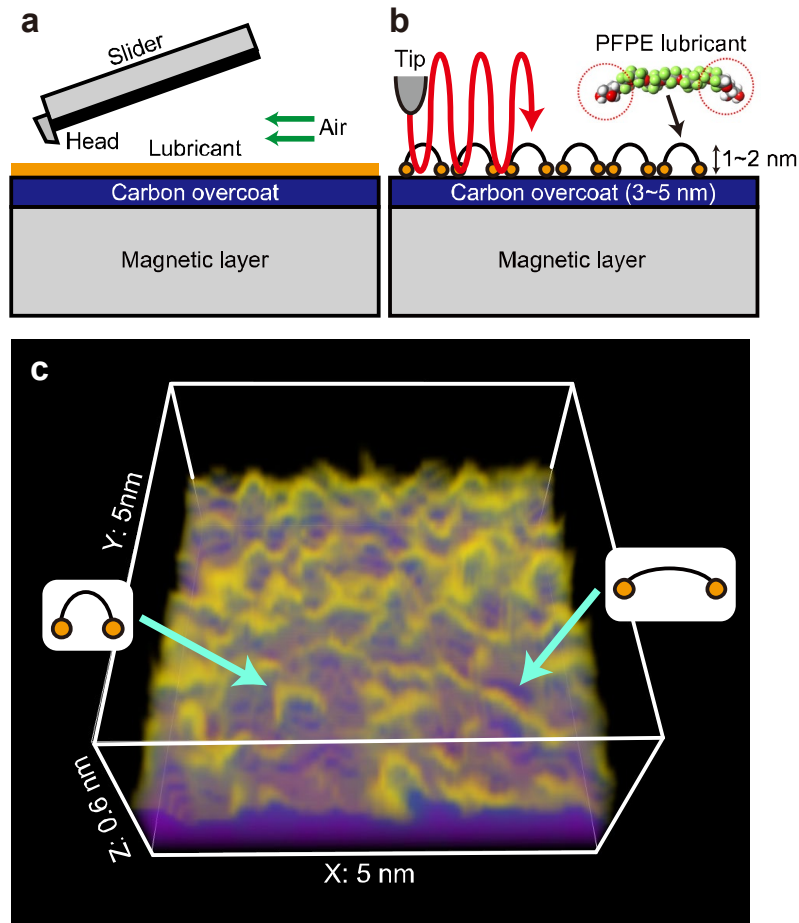 a
Slider
Head
Air
Lubricant
Carbon overcoat
Magnetic layer
b
Tip
PFPE lubricant
1~2 nm
Carbon overcoat (3~5 nm)
Magnetic layer
c
Y: 5nm
Z: 0.6 nm
X: 5 nm